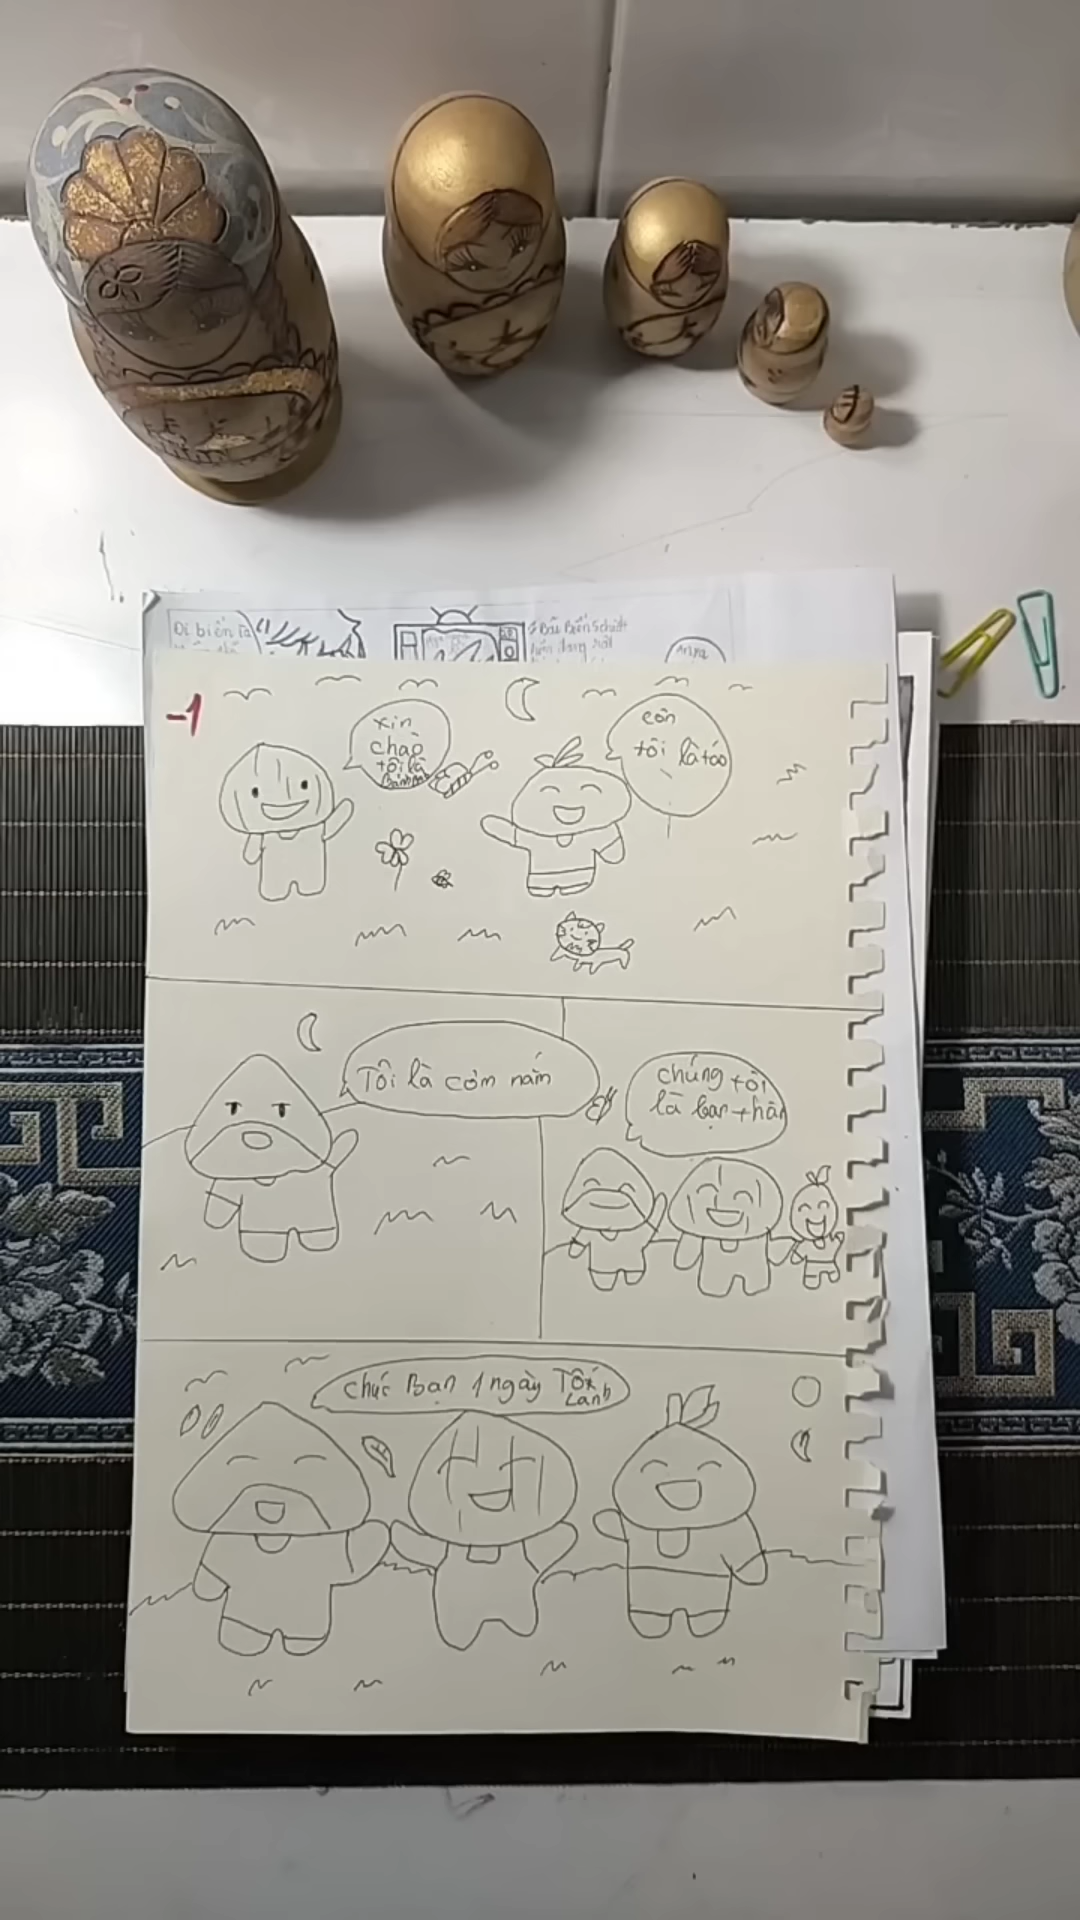 Đi biển
-1
xin
chào
tôi là
còn
tôi là táo
Tôi là cơm nắm
chúng tôi
là bạn thân
chúc Bạn 1 ngày Tốt
Lành